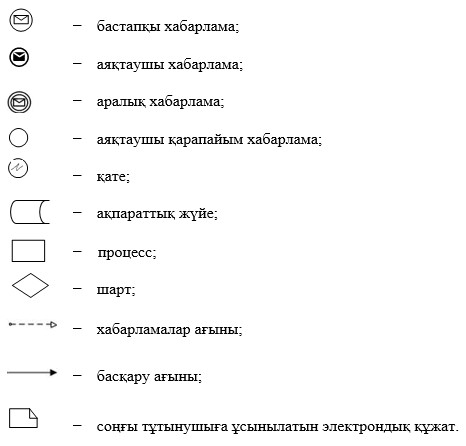 – бастапқы хабарлама;
– аяқтаушы хабарлама;
– аралық хабарлама;
– аяқтаушы қарапайым хабарлама;
– қате;
– ақпараттық жүйе;
– процесс;
– шарт;
– хабарламалар ағыны;
– басқару ағыны;
– соңғы тұтынушыға ұсынылатын электрондық құжат.